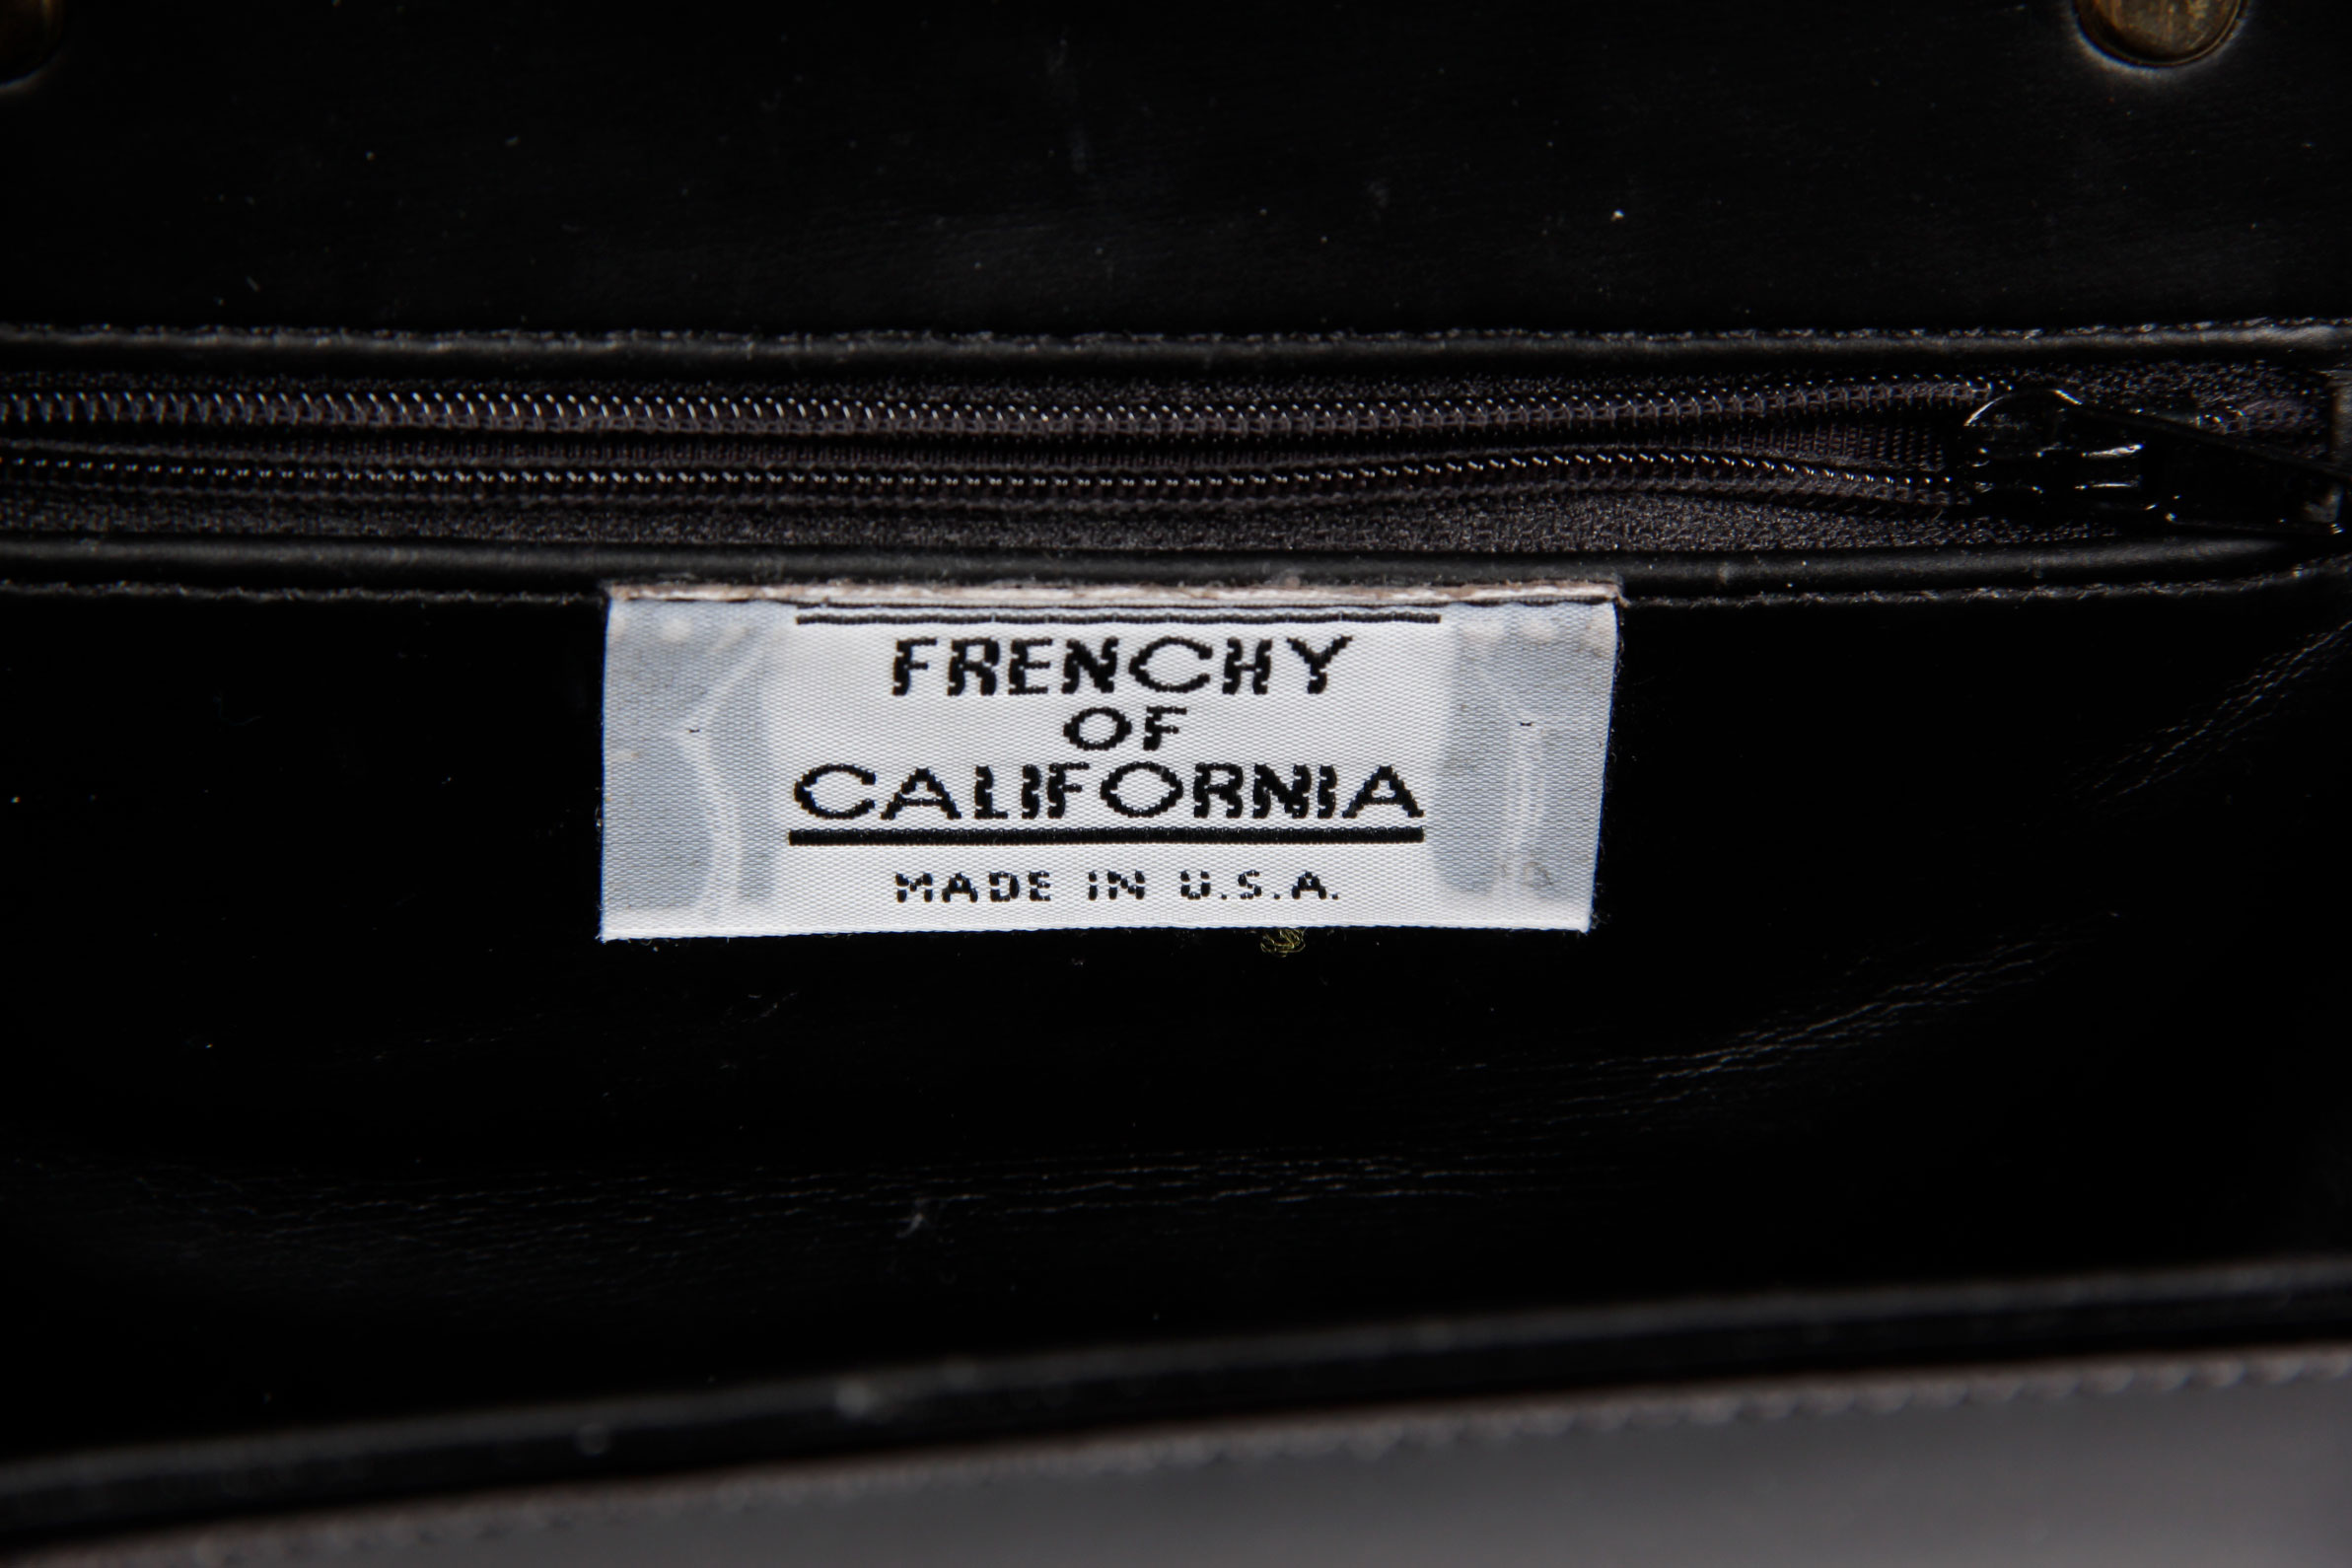 FRENCHY
OF
CALIFORNIA
MADE IN U.S.A.